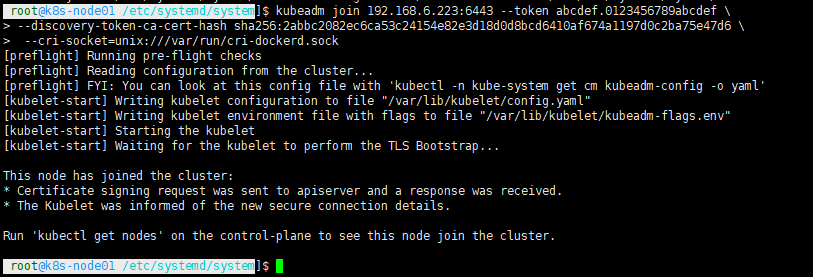 root@k8s-node01 /etc/systemd/system]$ kubeadm join 192.168.6.223:6443 --token abcdef.0123456789abcdef \
> --discovery-token-ca-cert-hash sha256:2abbc2082ec6ca53c24154e82e3d18d0d8bcd6410af674a1197d0c2ba75e47d6 \
>  --cri-socket=unix:///var/run/cri-dockerd.sock
[preflight] Running pre-flight checks
[preflight] Reading configuration from the cluster...
[preflight] FYI: You can look at this config file with 'kubectl -n kube-system get cm kubeadm-config -o yaml'
[kubelet-start] Writing kubelet configuration to file "/var/lib/kubelet/config.yaml"
[kubelet-start] Writing kubelet environment file with flags to file "/var/lib/kubelet/kubeadm-flags.env"
[kubelet-start] Starting the kubelet
[kubelet-start] Waiting for the kubelet to perform the TLS Bootstrap...
This node has joined the cluster:
* Certificate signing request was sent to apiserver and a response was received.
* The Kubelet was informed of the new secure connection details.
Run 'kubectl get nodes' on the control-plane to see this node join the cluster.
root@k8s-node01 /etc/systemd/system]$